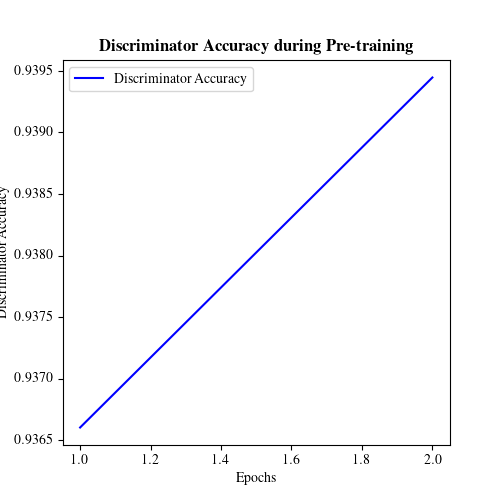 Discriminator Accuracy during Pre-training
Discriminator Accuracy
0.9395
0.9390
0.9385
0.9380
0.9375
0.9370
0.9365
Discriminator Accuracy
1.0 1.2 1.4 1.6 1.8 2.0
Epochs